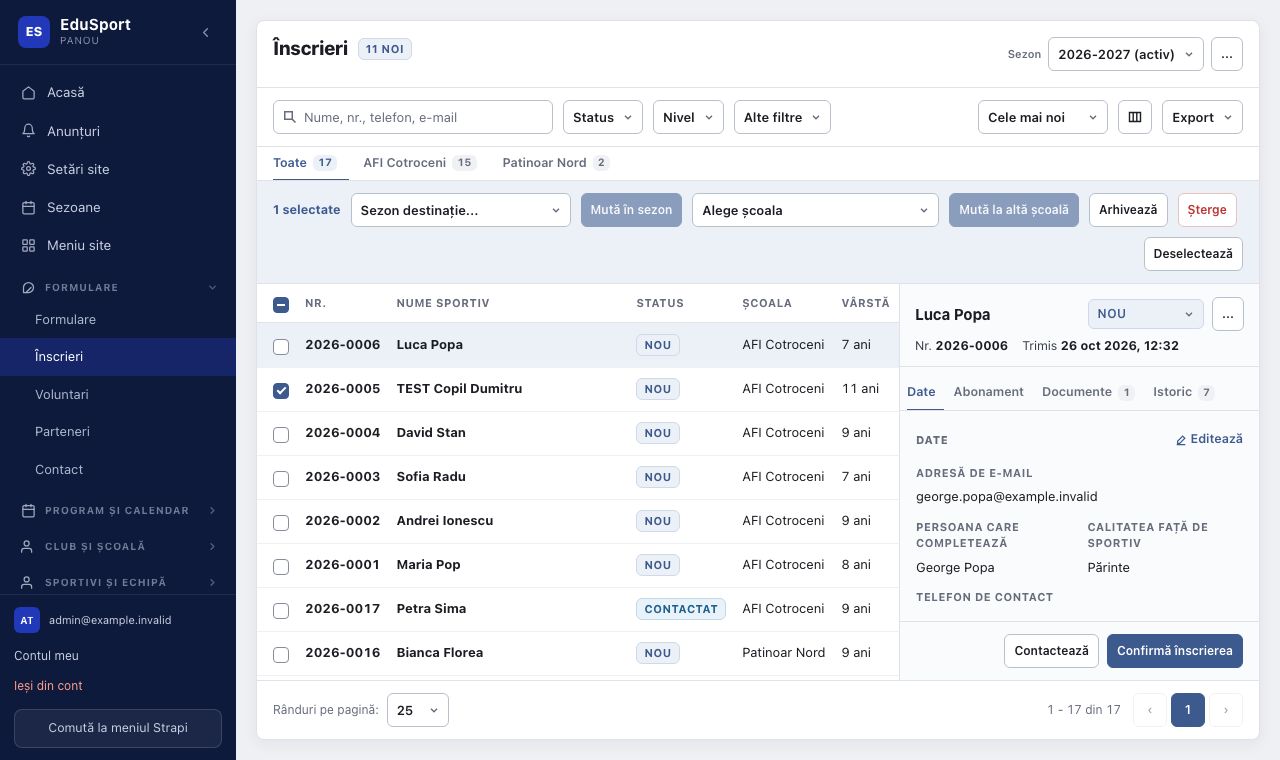 ES
EduSport
PANOU
Acasă
Anunțuri
Setări site
Sezoane
Meniu site
FORMULARE
Formulare
Înscrieri
Voluntari
Parteneri
Contact
PROGRAM ȘI CALENDAR
CLUB ȘI ȘCOALĂ
SPORTIVI ȘI ECHIPĂ
AT admin@example.invalid
Contul meu
Ieși din cont
Comută la meniul Strapi
Înscrieri 11 NOI
Sezon 2026-2027 (activ) ...
Nume, nr., telefon, e-mail Status Nivel Alte filtre Cele mai noi Export
Toate 17 AFI Cotroceni 15 Patinoar Nord 2
1 selectate Sezon destinație... Mută în sezon Alege școala Mută la altă școală Arhivează Șterge
Deselectează
NR. NUME SPORTIV STATUS ȘCOALA VÂRSTĂ
2026-0006 Luca Popa NOU AFI Cotroceni 7 ani
2026-0005 TEST Copil Dumitru NOU AFI Cotroceni 11 ani
2026-0004 David Stan NOU AFI Cotroceni 9 ani
2026-0003 Sofia Radu NOU AFI Cotroceni 7 ani
2026-0002 Andrei Ionescu NOU AFI Cotroceni 9 ani
2026-0001 Maria Pop NOU AFI Cotroceni 8 ani
2026-0017 Petra Sima CONTACTAT AFI Cotroceni 9 ani
2026-0016 Bianca Florea NOU Patinoar Nord 9 ani
Luca Popa NOU ...
Nr. 2026-0006 Trimis 26 oct 2026, 12:32
Date Abonament Documente 1 Istoric 7
DATE Editează
ADRESĂ DE E-MAIL
george.popa@example.invalid
PERSOANA CARE COMPLETEAZĂ
CALITATEA FAȚĂ DE SPORTIV
George Popa Părinte
TELEFON DE CONTACT
Contactează Confirmă înscrierea
Rânduri pe pagină: 25
1 - 17 din 17 ‹ 1 ›